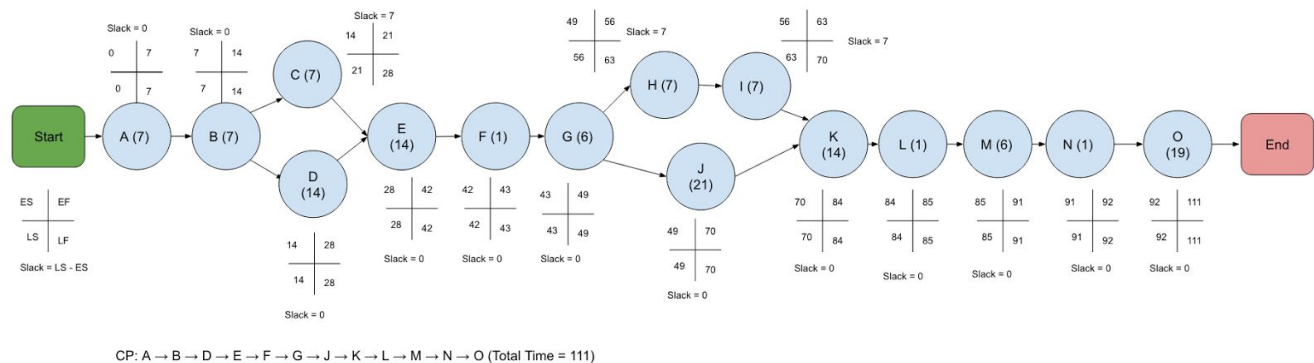 Slack = 0
0 7
0 7
Slack = 0
7 14
7 14
Slack = 7
14 21
21 28
49 56
56 63
Slack = 7
56 63
63 70
Slack = 7
Start
A (7)
B (7)
C (7)
D
(14)
E
(14)
F (1)
G (6)
H (7)
I (7)
J
(21)
K
(14)
L (1)
M (6)
N (1)
O
(19)
End
ES EF
LS LF
Slack = LS - ES
14 28
14 28
Slack = 0
28 42
28 42
Slack = 0
42 43
42 43
Slack = 0
43 49
43 49
Slack = 0
49 70
49 70
Slack = 0
70 84
70 84
Slack = 0
84 85
84 85
Slack = 0
85 91
85 91
Slack = 0
91 92
91 92
Slack = 0
92 111
92 111
Slack = 0
CP: A → B → D → E → F → G → J → K → L → M → N → O (Total Time = 111)